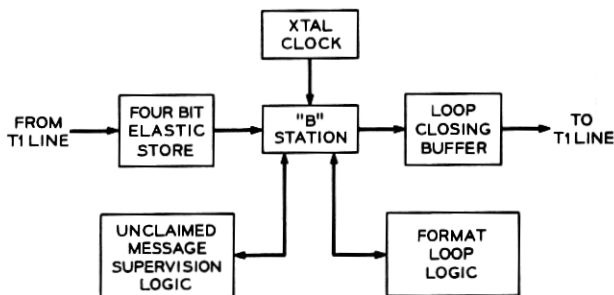 XTAL
CLOCK
FROM
T1 LINE
FOUR BIT
ELASTIC
STORE
"B"
STATION
LOOP
CLOSING
BUFFER
TO
T1 LINE
UNCLAIMED
MESSAGE
SUPERVISION
LOGIC
FORMAT
LOOP
LOGIC